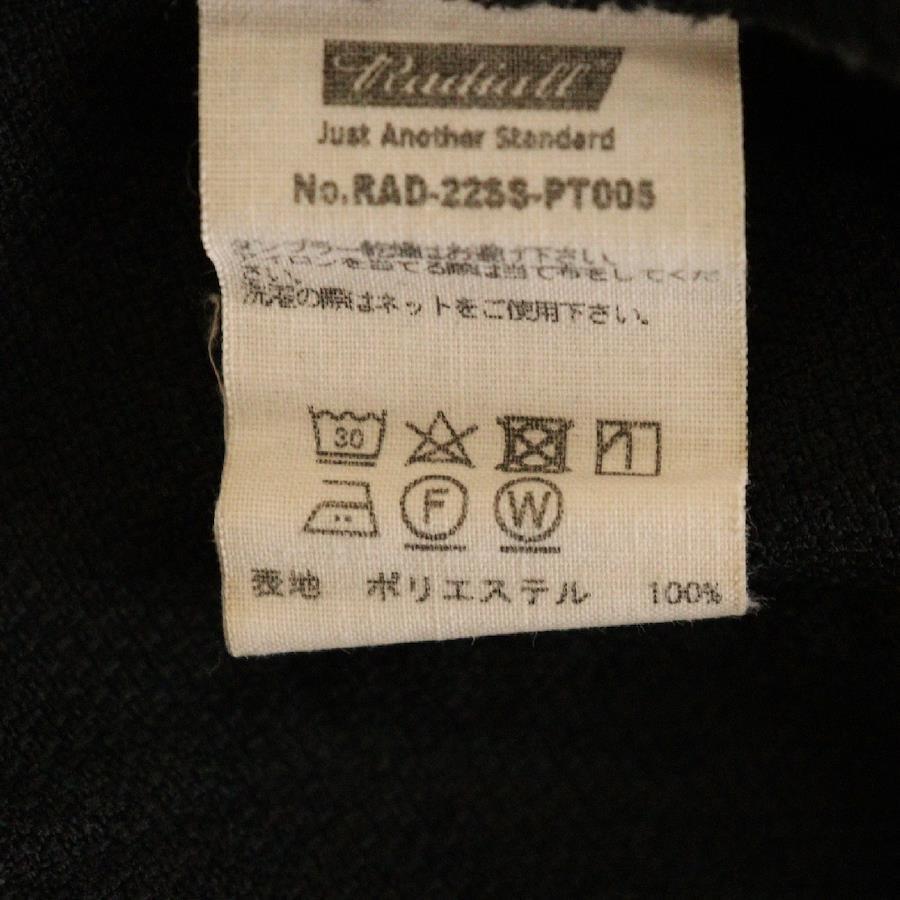 Radiall
Just Another Standard
No.RAD-22SS-PT005
タンブラー乾燥はお避け下さい。
アイロンを当てる際は当て布をしてくだ
さい。
洗濯の際はネットをご使用下さい。
30
F W
表地 ポリエステル 100%